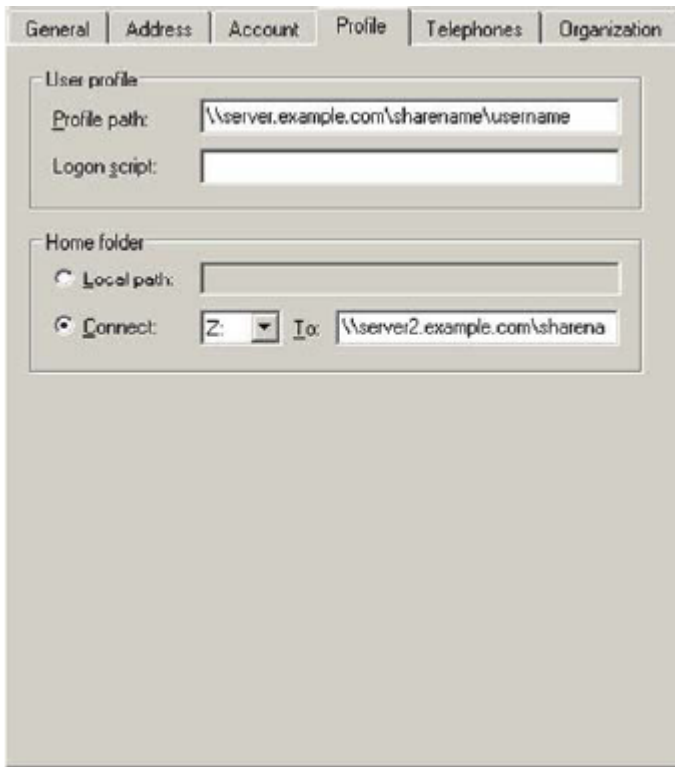 General Address Account Profile Telephones Organization
User profile
Profile path: \\server.example.com\sharename\username
Logon script:
Home folder
Local path:
Connect: Z: To: \\server2.example.com\sharena